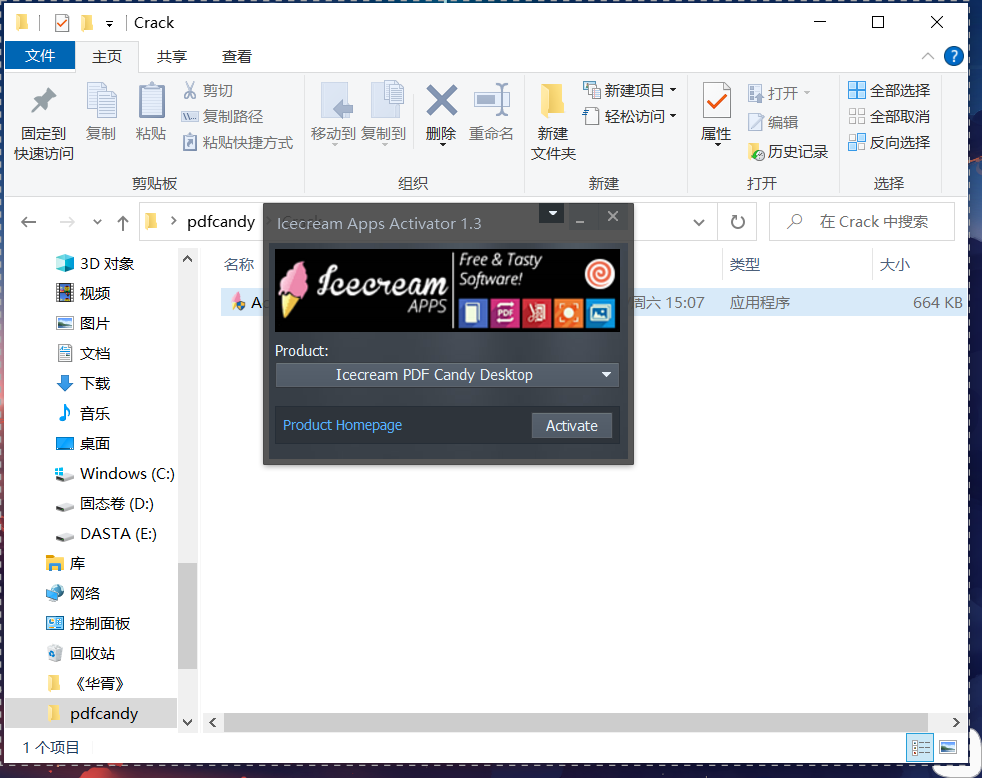 Crack
文件
主页
共享
查看
固定到
快速访问
复制
粘贴
剪切
复制路径
粘贴快捷方式
剪贴板
移动到
复制到
删除
重命名
组织
新建
文件夹
新建项目
轻松访问
新建
属性
打开
编辑
历史记录
打开
全部选择
全部取消
反向选择
选择
pdfcandy
在 Crack 中搜索
3D 对象
视频
图片
文档
下载
音乐
桌面
Windows (C:)
固态卷 (D:)
DASTA (E:)
库
网络
控制面板
回收站
《华胥》
pdfcandy
名称
类型
大小
周六 15:07
应用程序
664 KB
Icecream Apps Activator 1.3
Icecream
APPS
Free & Tasty
Software!
PDF
Product:
Icecream PDF Candy Desktop
Product Homepage
Activate
1 个项目